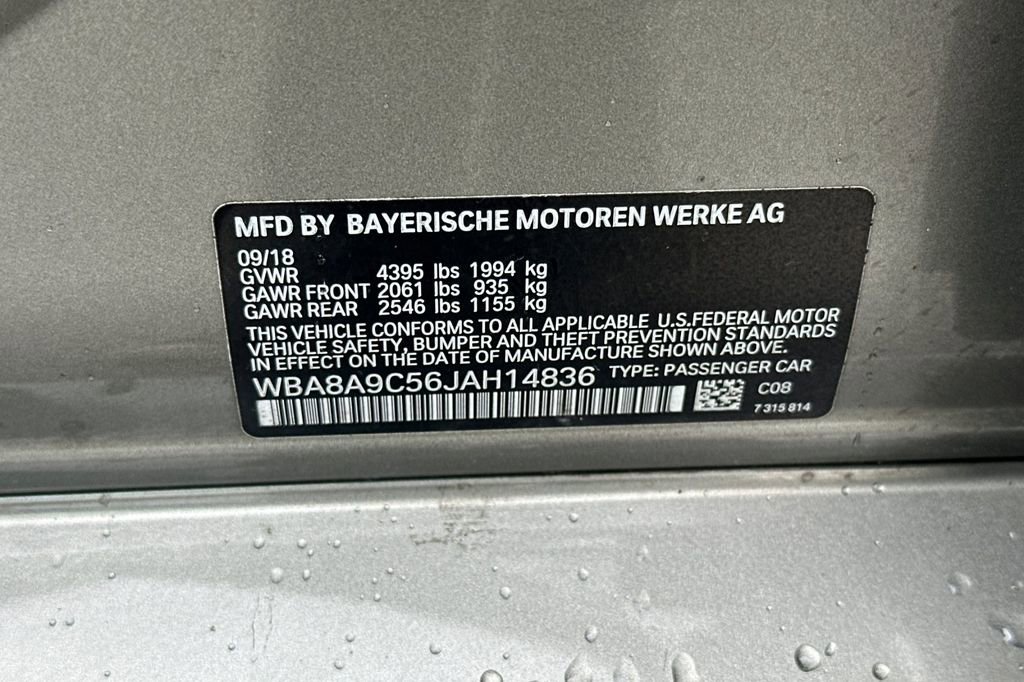 MFD BY BAYERISCHE MOTOREN WERKE AG
09/18
GVWR 4395 lbs 1994 kg
GAWR FRONT 2061 lbs 935 kg
GAWR REAR 2546 lbs 1155 kg
THIS VEHICLE CONFORMS TO ALL APPLICABLE U.S.FEDERAL MOTOR
VEHICLE SAFETY, BUMPER AND THEFT PREVENTION STANDARDS
IN EFFECT ON THE DATE OF MANUFACTURE SHOWN ABOVE.
WBA8A9C56JAH14836 TYPE: PASSENGER CAR
C08
7 315 814